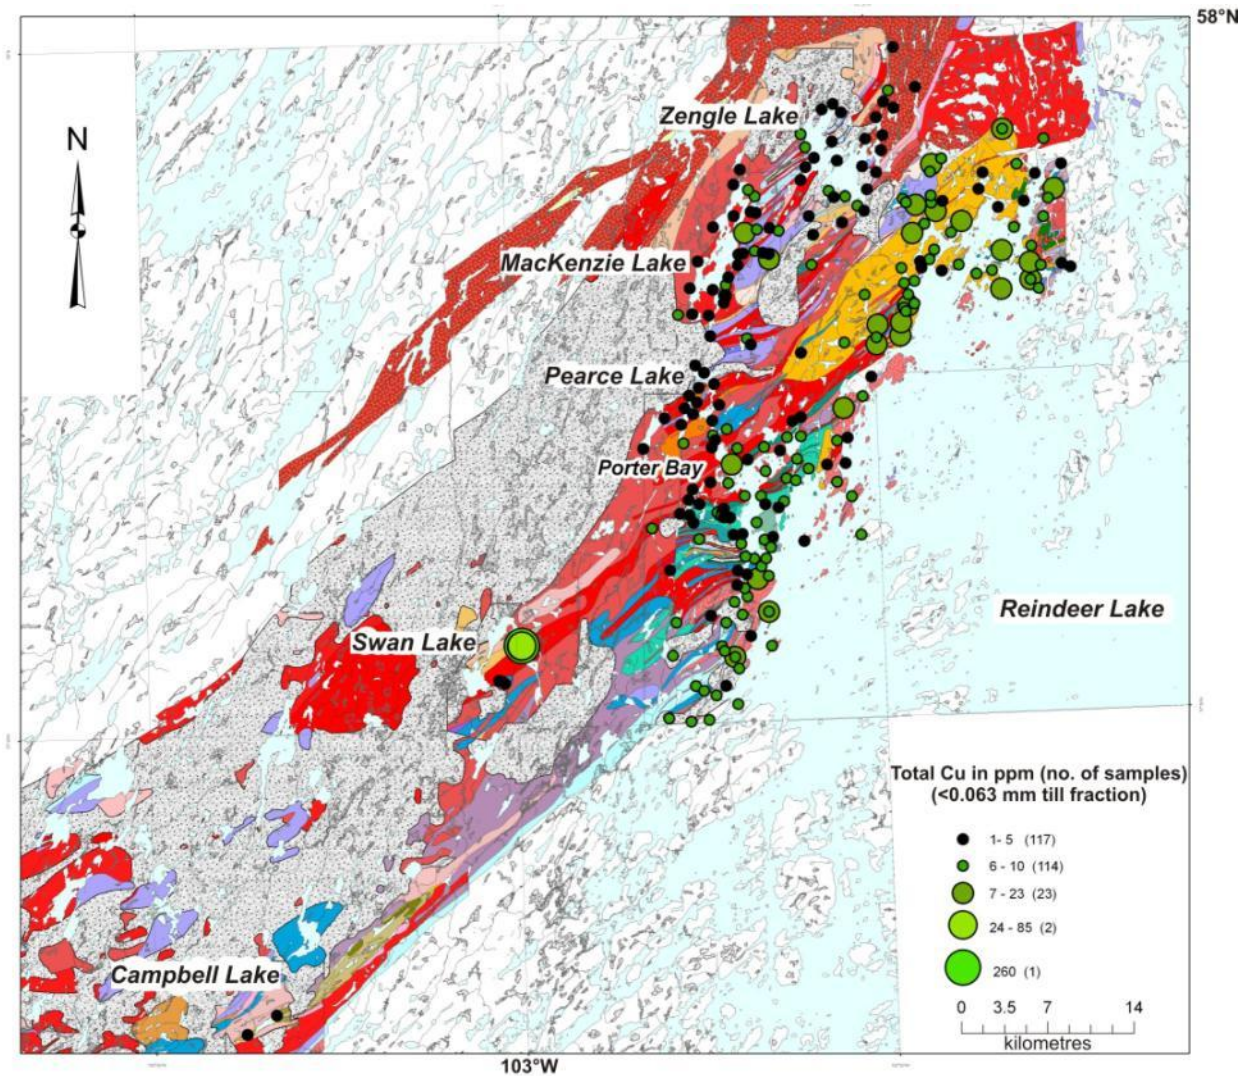 58°N
N
Zengle Lake
MacKenzie Lake
Pearce Lake
Porter Bay
Swan Lake
Reindeer Lake
Total Cu in ppm (no. of samples)
(<0.063 mm till fraction)
1- 5 (117)
6 - 10 (114)
7 - 23 (23)
24 - 85 (2)
260 (1)
Campbell Lake
0 3.5 7 14
kilometres
103°W